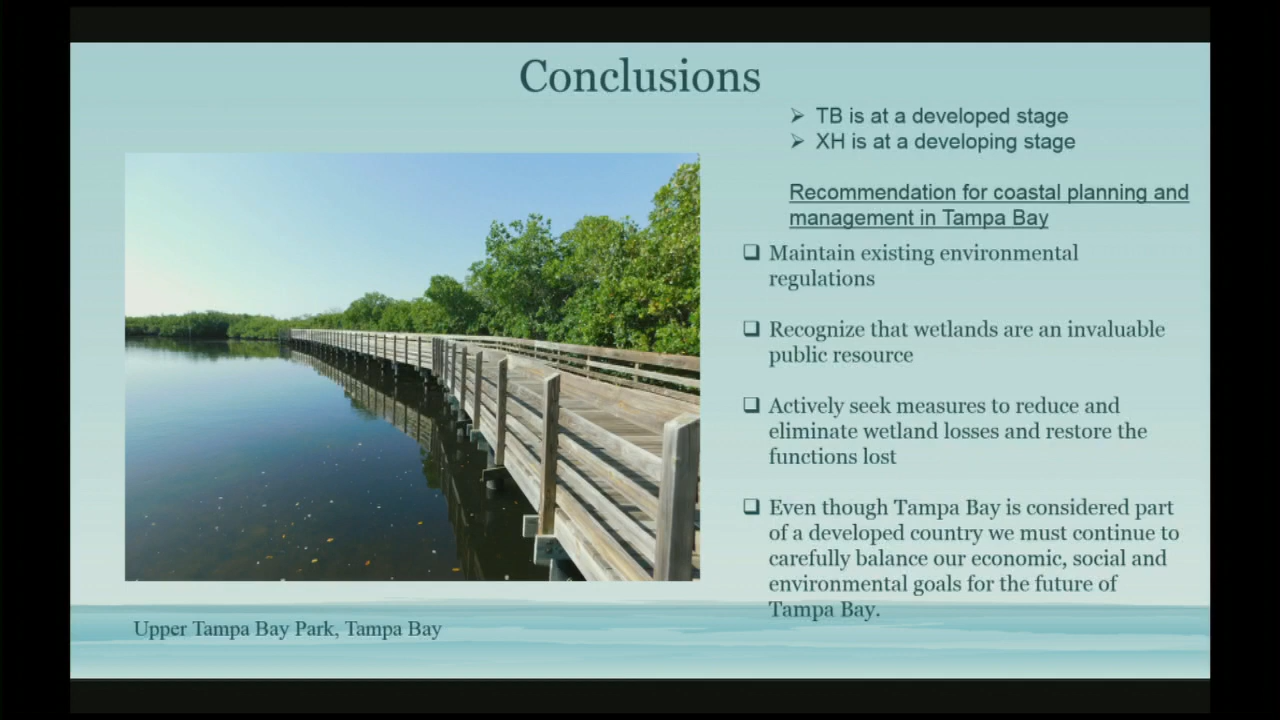 Conclusions
➢ TB is at a developed stage
➢ XH is at a developing stage
Recommendation for coastal planning and
management in Tampa Bay
❑ Maintain existing environmental
regulations
❑ Recognize that wetlands are an invaluable
public resource
❑ Actively seek measures to reduce and
eliminate wetland losses and restore the
functions lost
❑ Even though Tampa Bay is considered part
of a developed country we must continue to
carefully balance our economic, social and
environmental goals for the future of
Tampa Bay.
Upper Tampa Bay Park, Tampa Bay